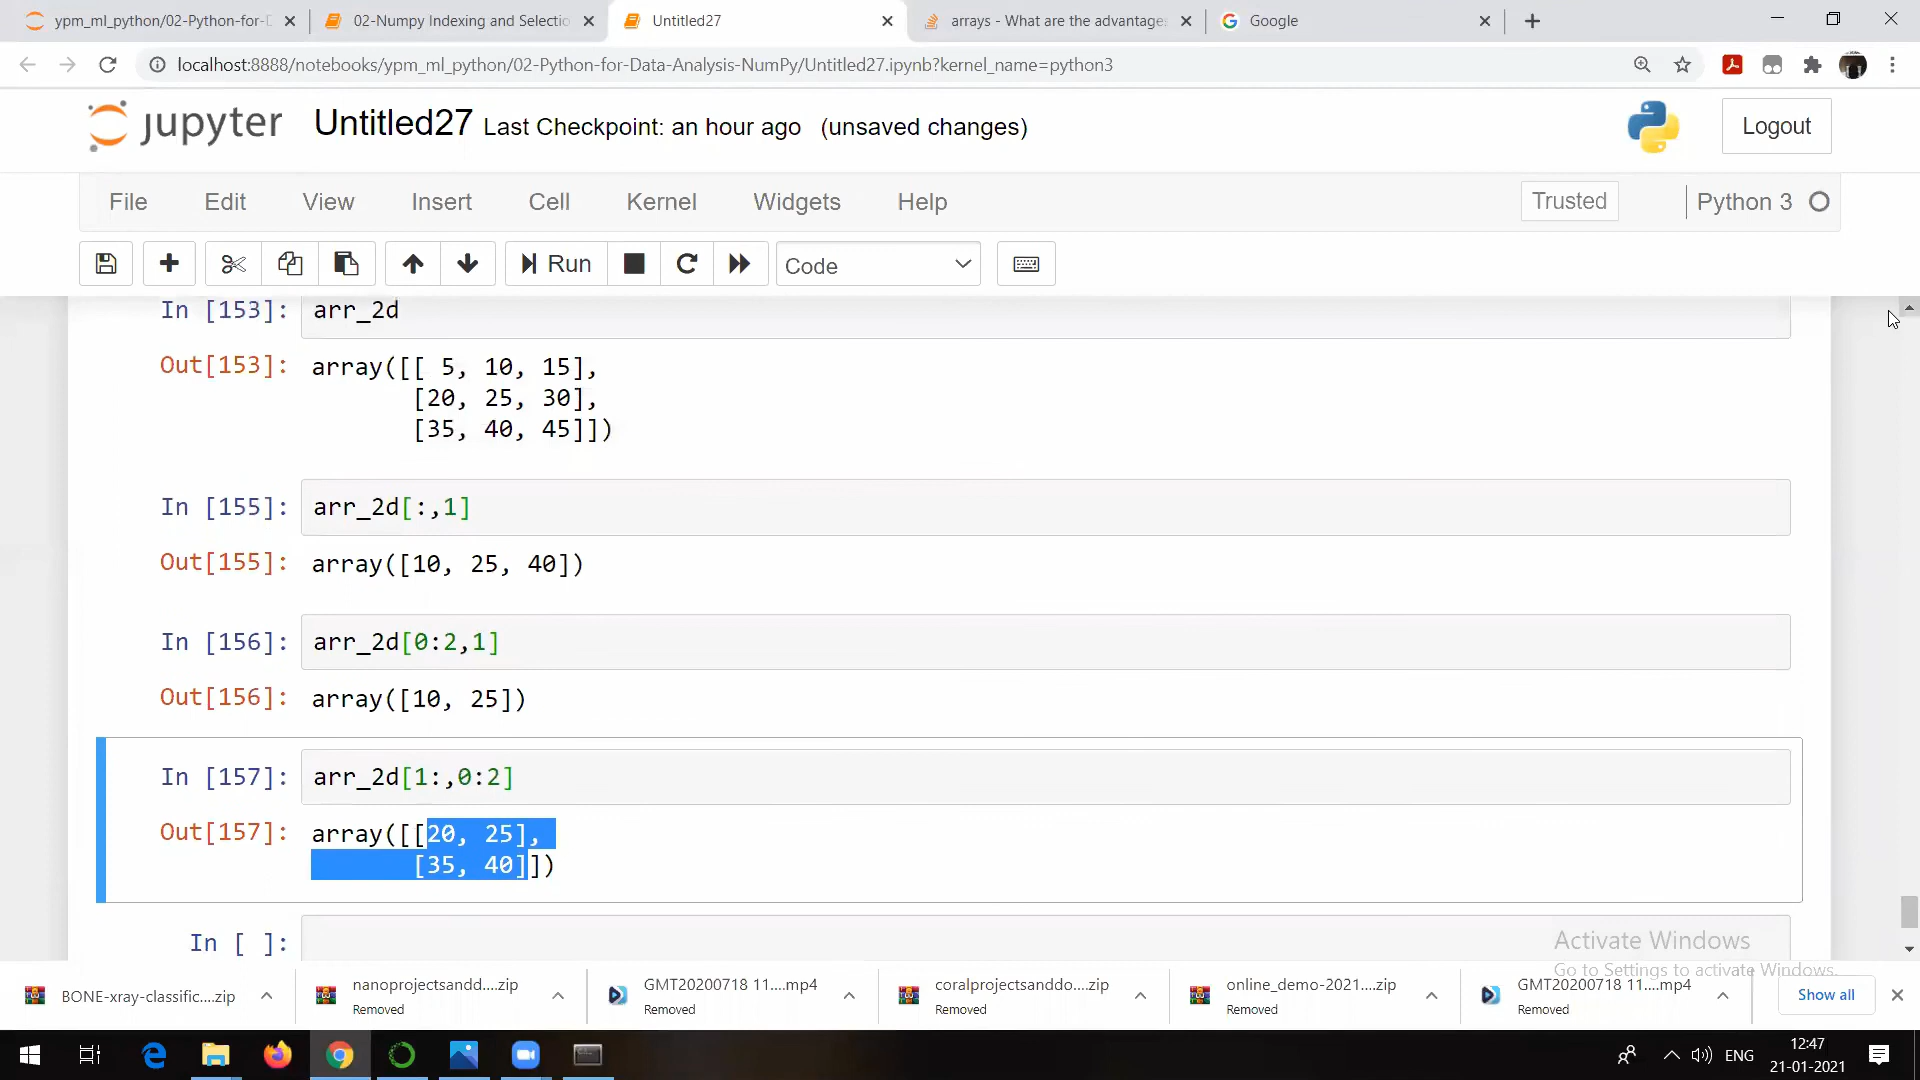 ypm_ml_python/02-Python-for-D
02-Numpy Indexing and Selectio
Untitled27
arrays - What are the advantages
Google
localhost:8888/notebooks/ypm_ml_python/02-Python-for-Data-Analysis-NumPy/Untitled27.ipynb?kernel_name=python3
jupyter Untitled27 Last Checkpoint: an hour ago (unsaved changes)
Logout
File Edit View Insert Cell Kernel Widgets Help
Trusted
Python 3
Run
Code
In [153]: arr_2d
Out[153]: array([[ 5, 10, 15],
[20, 25, 30],
[35, 40, 45]])
In [155]: arr_2d[:,1]
Out[155]: array([10, 25, 40])
In [156]: arr_2d[0:2,1]
Out[156]: array([10, 25])
In [157]: arr_2d[1:,0:2]
Out[157]: array([[20, 25],
[35, 40]])
In [ ]:
Activate Windows
Go to Settings to activate Windows.
BONE-xray-classific....zip
nanoprojectsandd....zip
Removed
GMT20200718 11....mp4
Removed
coralprojectsanddo....zip
Removed
online_demo-2021....zip
Removed
GMT20200718 11....mp4
Removed
Show all
ENG
12:47
21-01-2021